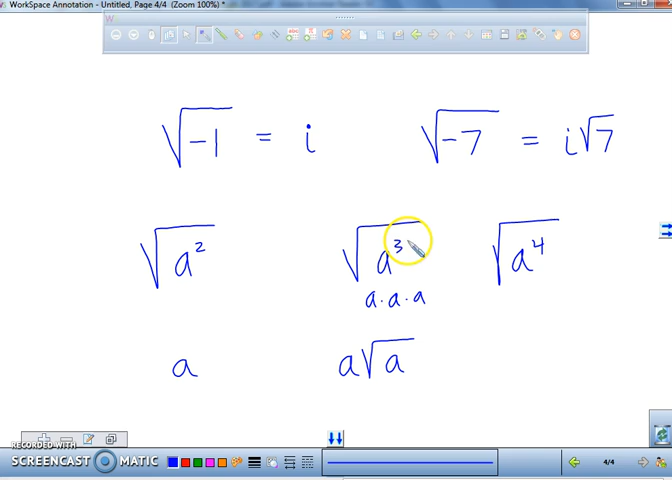 WorkSpace Annotation - Untitled, Page 4/4 (Zoom 100%) *
√-1 = i
√-7 = i√7
√a²
√a³
√a⁴
a·a·a
a
a√a
RECORDED WITH
SCREENCAST MATIC
4/4